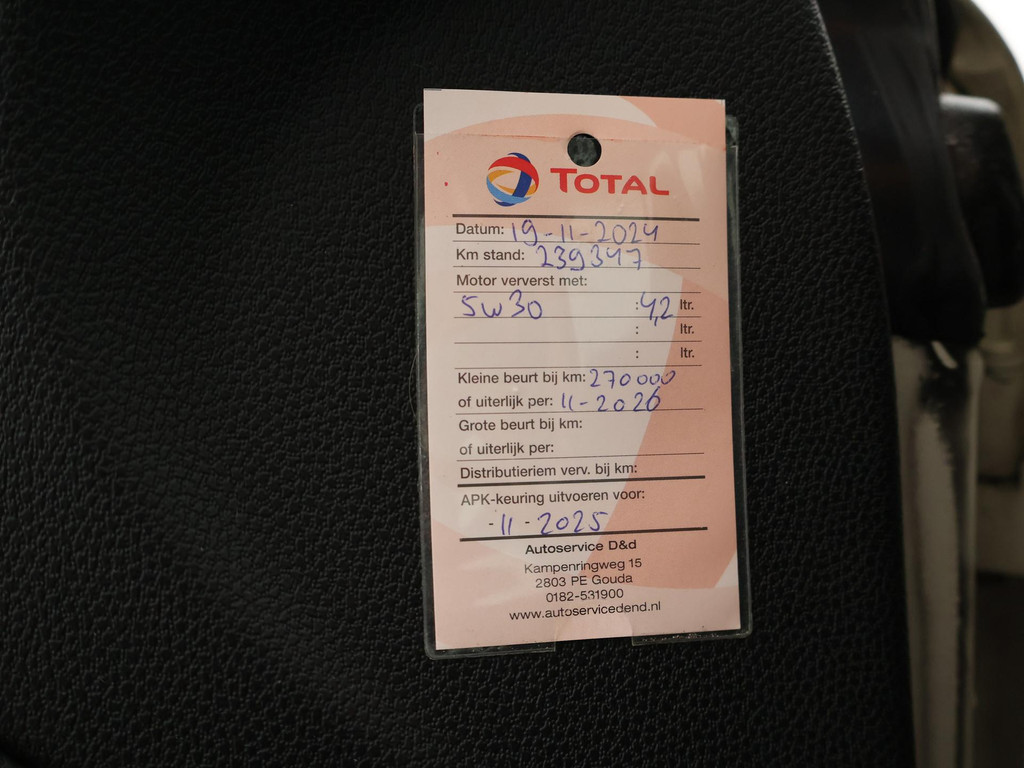 TOTAL
Datum: 19-11-2024
Km stand: 239347
Motor ververst met:
5w30 : 4,2 ltr.
: ltr.
: ltr.
Kleine beurt bij km: 270000
of uiterlijk per: 11-2026
Grote beurt bij km:
of uiterlijk per:
Distributieriem verv. bij km:
APK-keuring uitvoeren voor:
-11-2025
Autoservice D&d
Kampenringweg 15
2803 PE Gouda
0182-531900
www.autoservicedend.nl